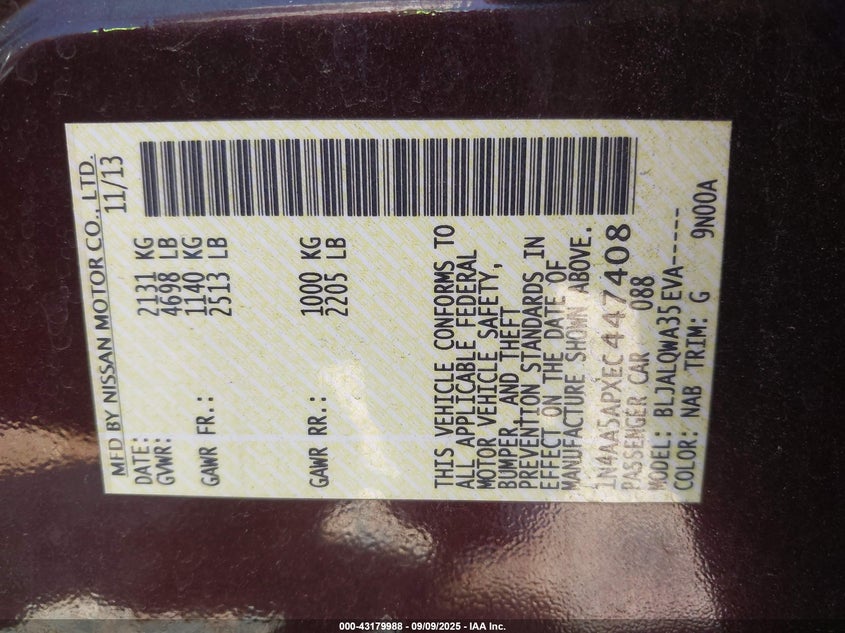 MFD BY NISSAN MOTOR CO., LTD.
DATE: 11/13
GVWR: 2131 KG
4698 LB
GAWR FR.: 1140 KG
2513 LB
GAWR RR.: 1000 KG
2205 LB
THIS VEHICLE CONFORMS TO
ALL APPLICABLE FEDERAL
MOTOR VEHICLE SAFETY,
BUMPER, AND THEFT
PREVENTION STANDARDS IN
EFFECT ON THE DATE OF
MANUFACTURE SHOWN ABOVE.
1N4AA5APXEC447408
PASSENGER CAR 088
MODEL: BLJALQWA35EVA------
COLOR: NAB TRIM: G 9N00A
000-43179988 - 09/09/2025 - IAA Inc.